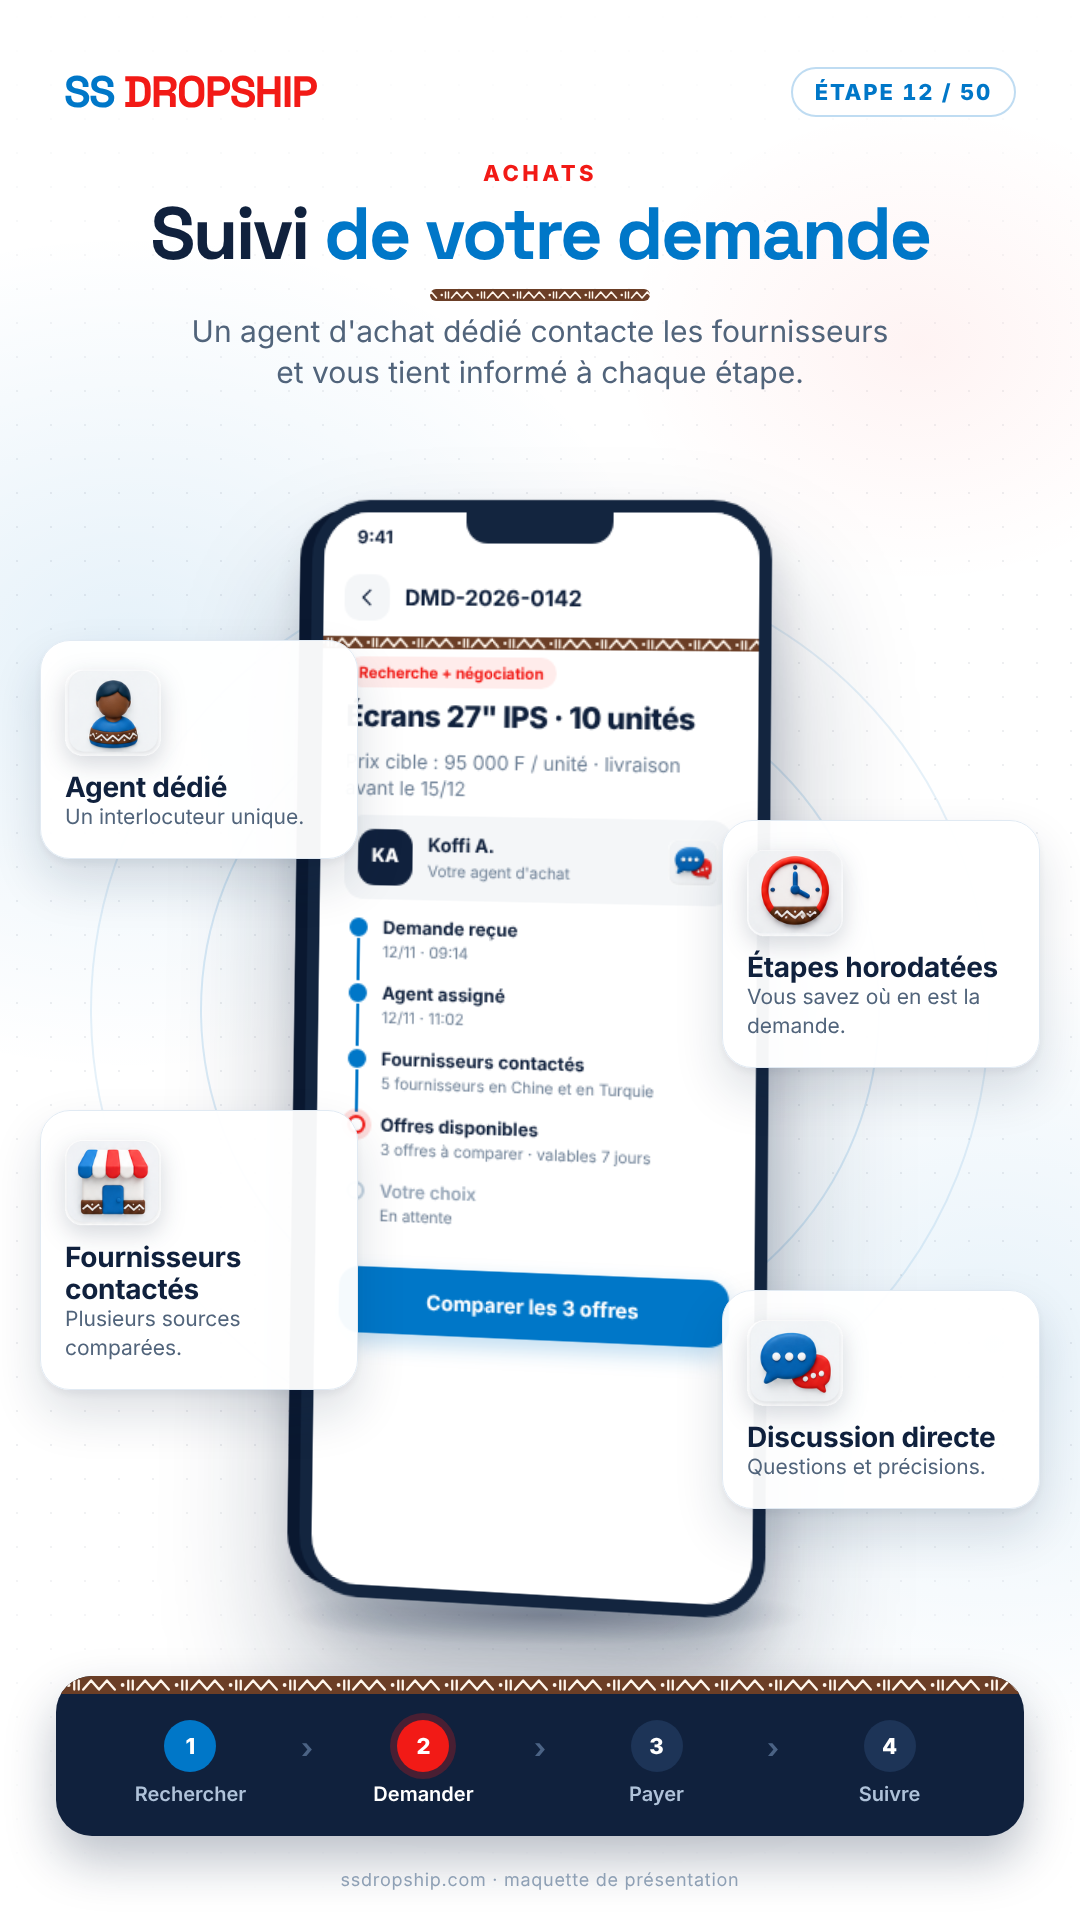 SS DROPSHIP
ÉTAPE 12 / 50
ACHATS
Suivi de votre demande
Un agent d'achat dédié contacte les fournisseurs
et vous tient informé à chaque étape.
9:41
DMD-2026-0142
Recherche + négociation
Écrans 27" IPS · 10 unités
rix cible : 95 000 F / unité · livraison
vant le 15/12
KA
Koffi A.
Votre agent d'achat
Demande reçue
12/11 · 09:14
Agent assigné
12/11 · 11:02
Fournisseurs contactés
5 fournisseurs en Chine et en Turquie
Offres disponibles
3 offres à comparer · valables 7 jours
Votre choix
En attente
Comparer les 3 offres
Agent dédié
Un interlocuteur unique.
Étapes horodatées
Vous savez où en est la
demande.
Fournisseurs
contactés
Plusieurs sources
comparées.
Discussion directe
Questions et précisions.
1 › 2 › 3 › 4
Rechercher Demander Payer Suivre
ssdropship.com · maquette de présentation